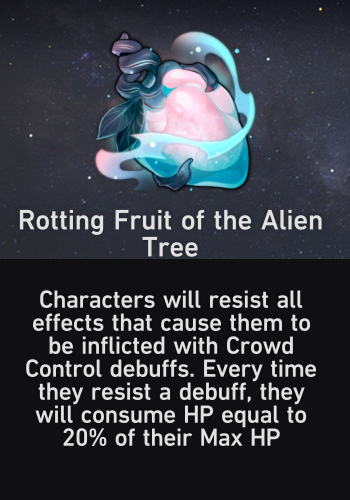 Rotting Fruit of the Alien
Tree
Characters will resist all
effects that cause them to
be inflicted with Crowd
Control debuffs. Every time
they resist a debuff, they
will consume HP equal to
20% of their Max HP